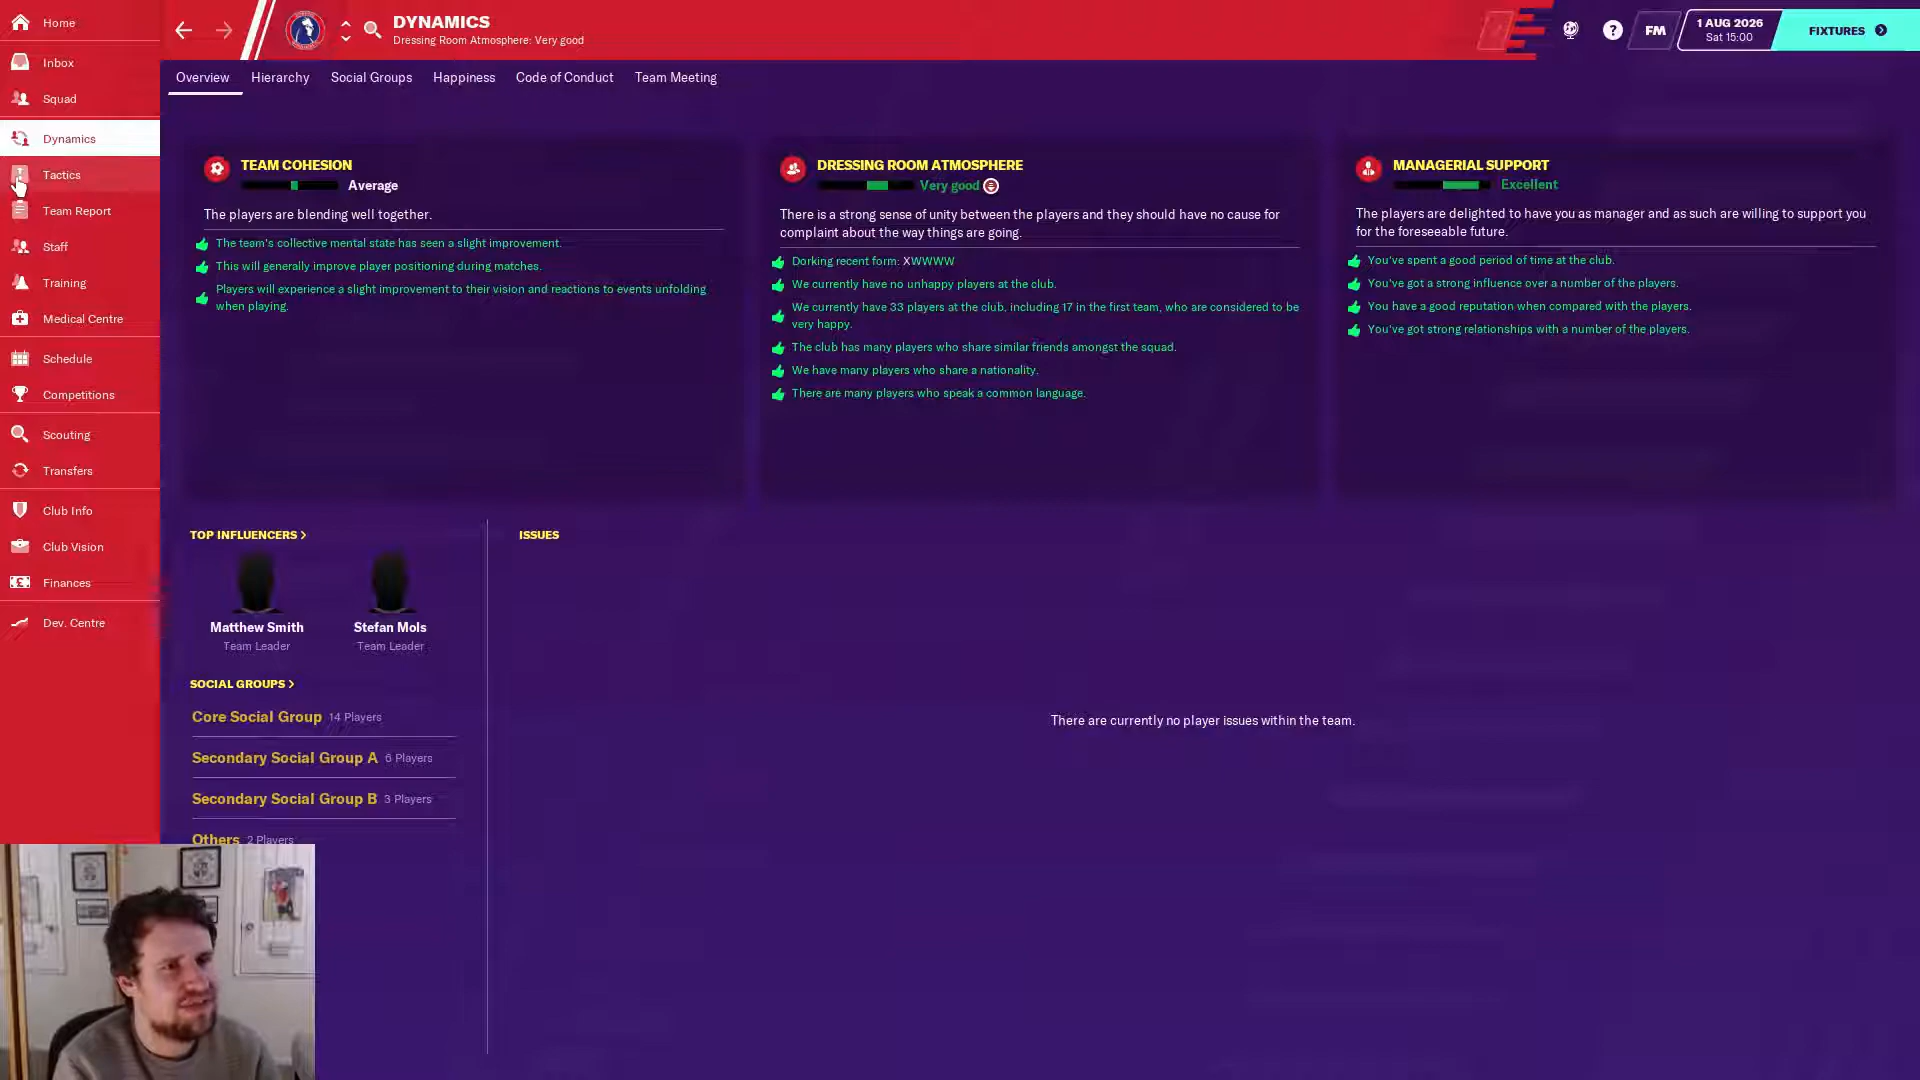 Home
Inbox
Squad
Dynamics
Tactics
Team Report
Staff
Training
Medical Centre
Schedule
Competitions
Scouting
Transfers
Club Info
Club Vision
Finances
Dev. Centre
DYNAMICS
Dressing Room Atmosphere: Very good
?
FM
1 AUG 2026
Sat 15:00
FIXTURES
Overview
Hierarchy
Social Groups
Happiness
Code of Conduct
Team Meeting
TEAM COHESION
Average
The players are blending well together.
The team's collective mental state has seen a slight improvement.
This will generally improve player positioning during matches.
Players will experience a slight improvement to their vision and reactions to events unfolding
when playing.
DRESSING ROOM ATMOSPHERE
Very good
There is a strong sense of unity between the players and they should have no cause for
complaint about the way things are going.
Dorking recent form: XWWWW
We currently have no unhappy players at the club.
We currently have 33 players at the club, including 17 in the first team, who are considered to be
very happy.
The club has many players who share similar friends amongst the squad.
We have many players who share a nationality.
There are many players who speak a common language.
MANAGERIAL SUPPORT
Excellent
The players are delighted to have you as manager and as such are willing to support you
for the foreseeable future.
You've spent a good period of time at the club.
You've got a strong influence over a number of the players.
You have a good reputation when compared with the players.
You've got strong relationships with a number of the players.
TOP INFLUENCERS >
Matthew Smith
Team Leader
Stefan Mols
Team Leader
SOCIAL GROUPS >
Core Social Group 14 Players
Secondary Social Group A 6 Players
Secondary Social Group B 3 Players
Others 2 Players
ISSUES
There are currently no player issues within the team.